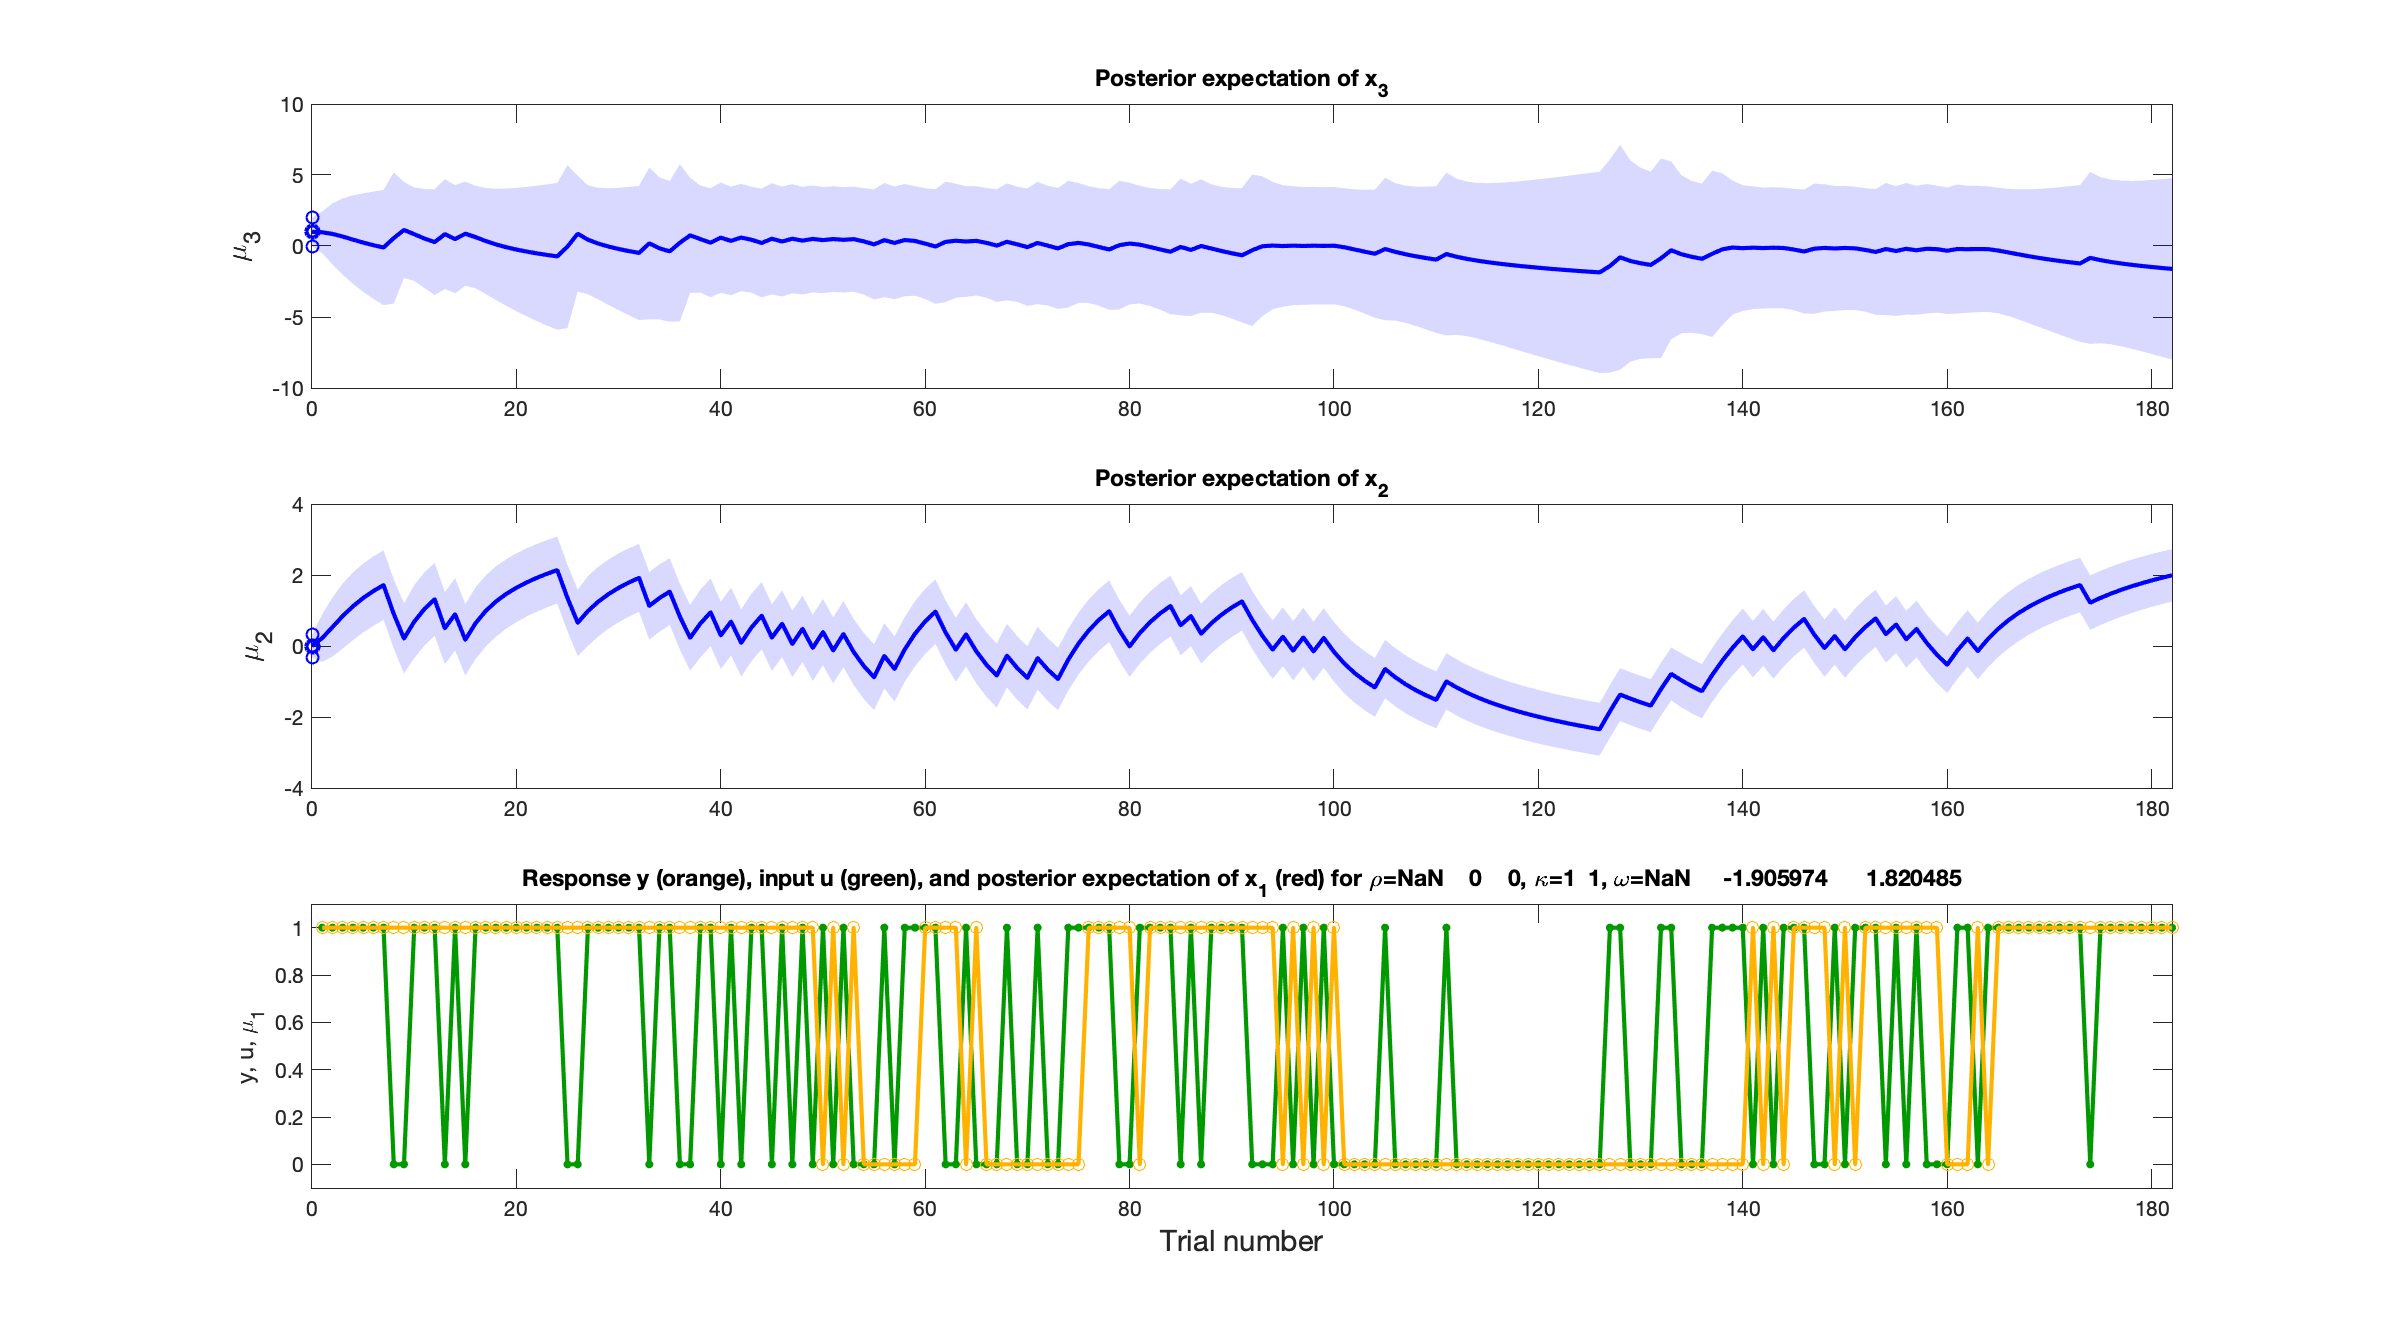 Posterior expectation of x3
10
5
0
-5
-10
μ3
0 20 40 60 80 100 120 140 160 180
Posterior expectation of x2
4
2
0
-2
-4
μ2
0 20 40 60 80 100 120 140 160 180
Response y (orange), input u (green), and posterior expectation of x1 (red) for ρ=NaN 0 0, κ=1 1, ω=NaN -1.905974 1.820485
1
0.8
0.6
0.4
0.2
0
y, u, μ1
0 20 40 60 80 100 120 140 160 180
Trial number